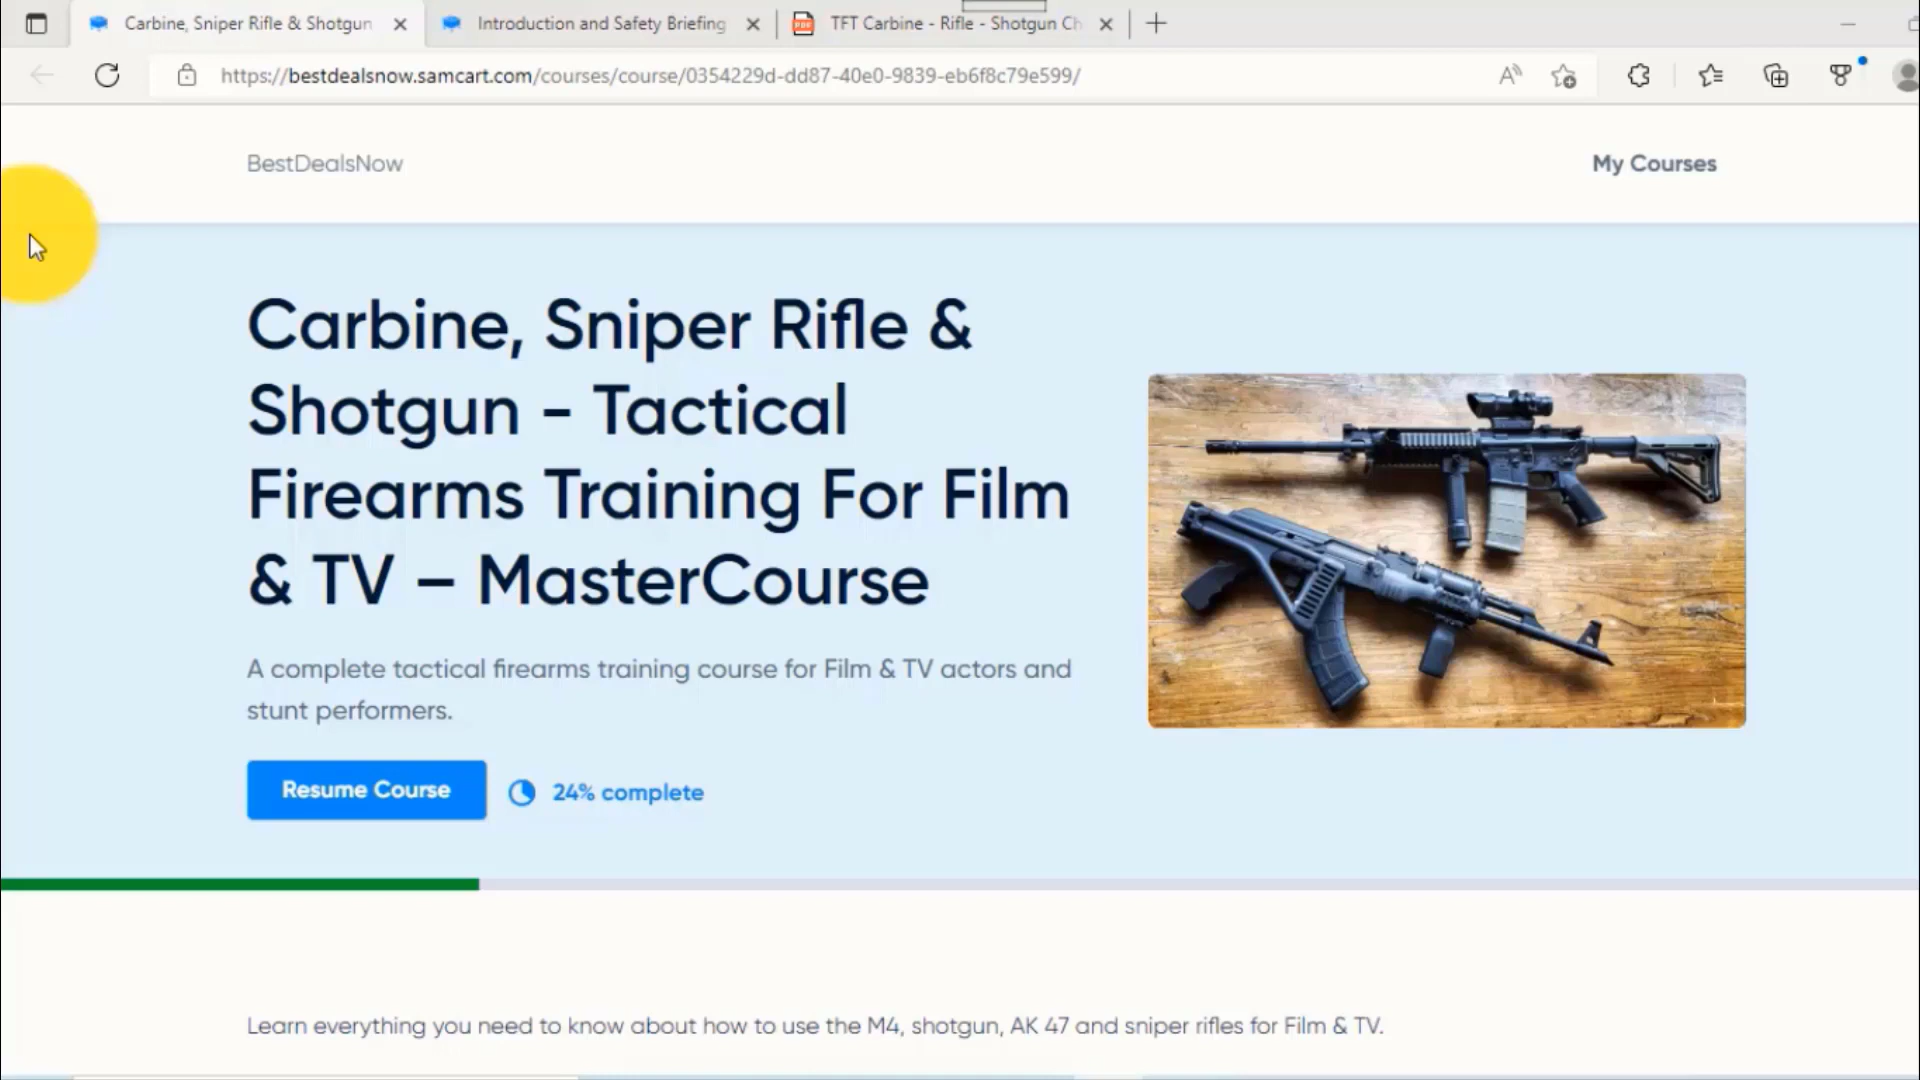 Carbine, Sniper Rifle & Shotgun
Introduction and Safety Briefing
PDF
TFT Carbine - Rifle - Shotgun Ch
https://bestdealsnow.samcart.com/courses/course/0354229d-dd87-40e0-9839-eb6f8c79e599/
BestDealsNow
My Courses
Carbine, Sniper Rifle &
Shotgun - Tactical
Firearms Training For Film
& TV – MasterCourse
A complete tactical firearms training course for Film & TV actors and
stunt performers.
Resume Course
24% complete
Learn everything you need to know about how to use the M4, shotgun, AK 47 and sniper rifles for Film & TV.